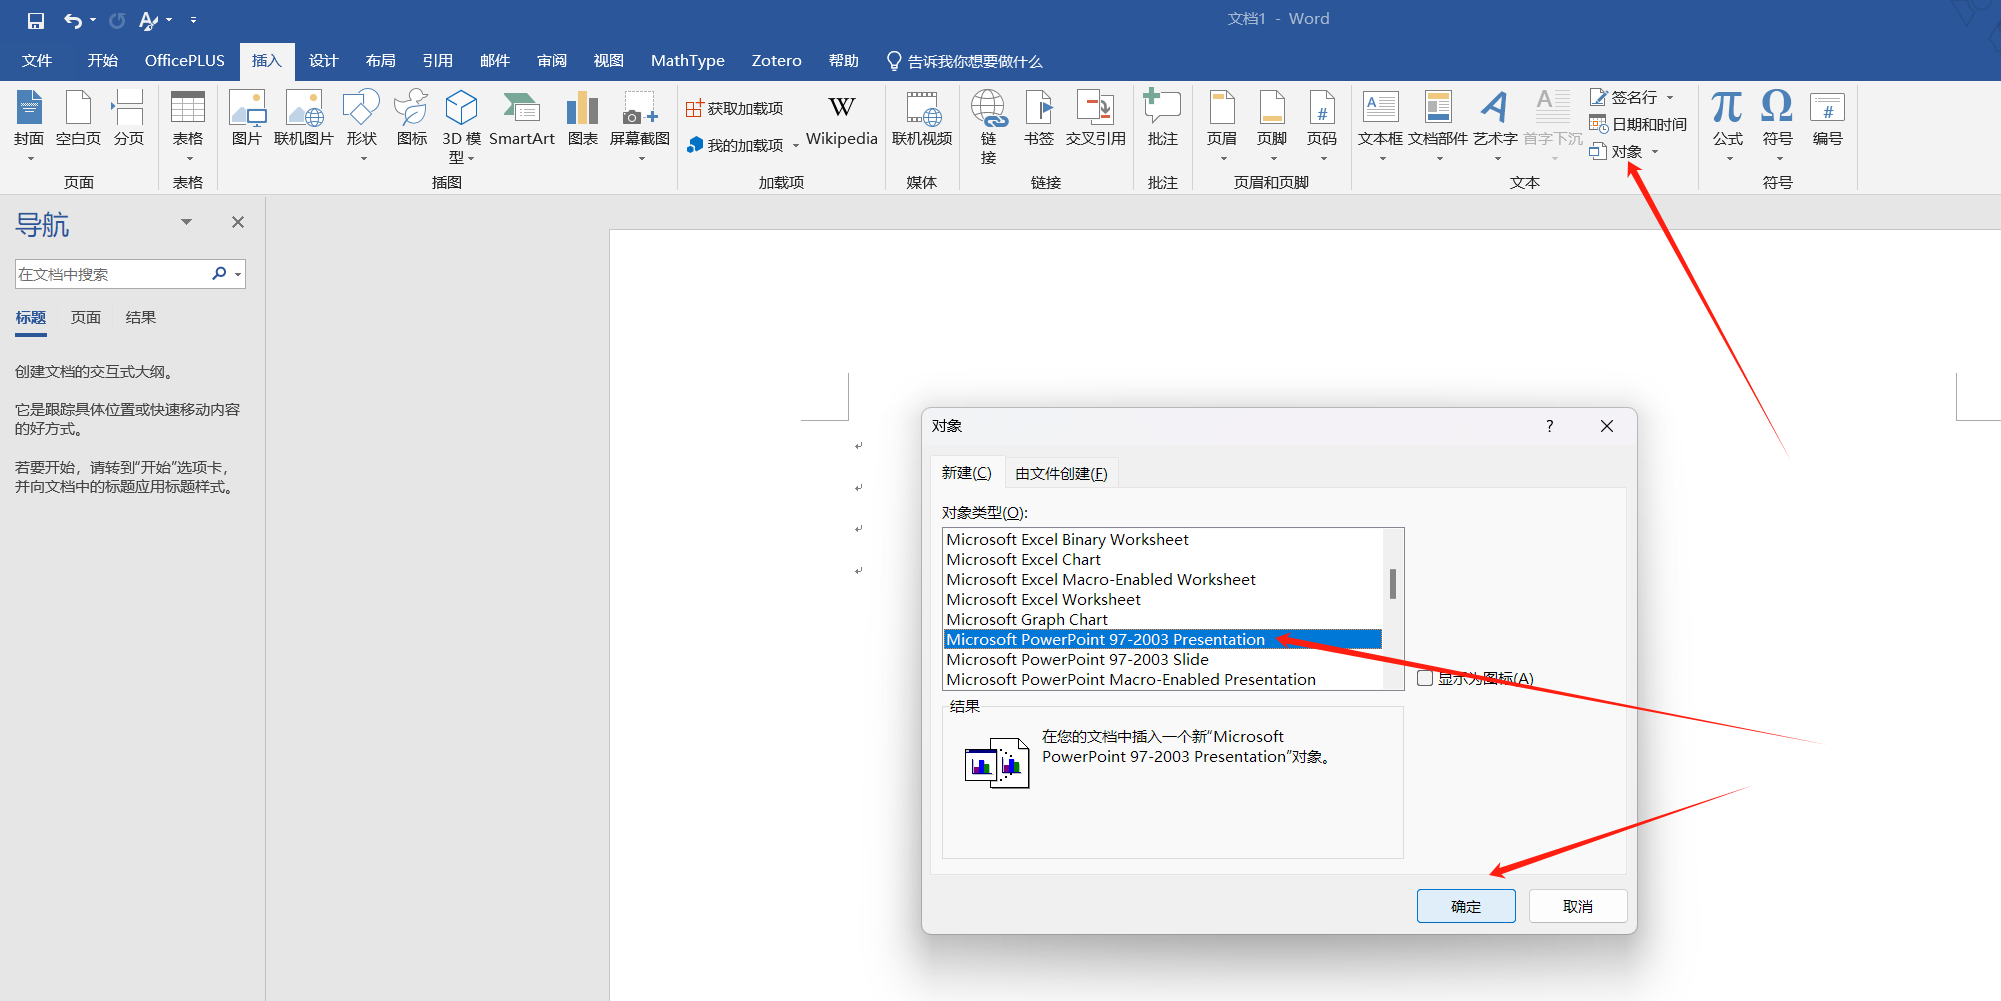 文档1 - Word
文件 开始 OfficePLUS 插入 设计 布局 引用 邮件 审阅 视图 MathType Zotero 帮助 告诉我你想要做什么
封面 空白页 分页
页面
表格
表格
图片 联机图片 形状 图标 3D 模型 SmartArt 图表 屏幕截图
插图
获取加载项
我的加载项
Wikipedia
加载项
联机视频
媒体
链接 书签 交叉引用
链接
批注
批注
页眉 页脚 页码
页眉和页脚
文本框 文档部件 艺术字 首字下沉
签名行
日期和时间
对象
文本
公式 符号 编号
符号
导航
在文档中搜索
标题 页面 结果
创建文档的交互式大纲。
它是跟踪具体位置或快速移动内容
的好方式。
若要开始，请转到“开始”选项卡，
并向文档中的标题应用标题样式。
对象
?
新建(C) 由文件创建(F)
对象类型(O):
Microsoft Excel Binary Worksheet
Microsoft Excel Chart
Microsoft Excel Macro-Enabled Worksheet
Microsoft Excel Worksheet
Microsoft Graph Chart
Microsoft PowerPoint 97-2003 Presentation
Microsoft PowerPoint 97-2003 Slide
Microsoft PowerPoint Macro-Enabled Presentation
显示为图标(A)
结果
在您的文档中插入一个新“Microsoft
PowerPoint 97-2003 Presentation”对象。
确定 取消